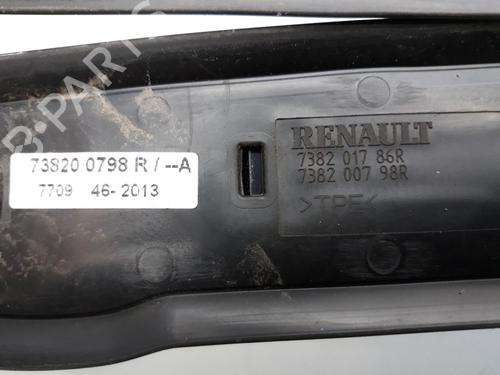 73820 0798 R / --A
7709 46- 2013
RENAULT
7382 017 86R
7382 007 98R
>TPE<
B-PARTS